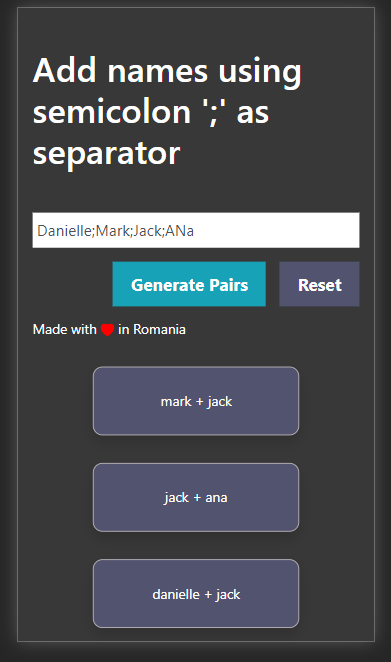 Add names using
semicolon ';' as
separator
Danielle;Mark;Jack;ANa
Generate Pairs Reset
Made with ❤ in Romania
mark + jack
jack + ana
danielle + jack